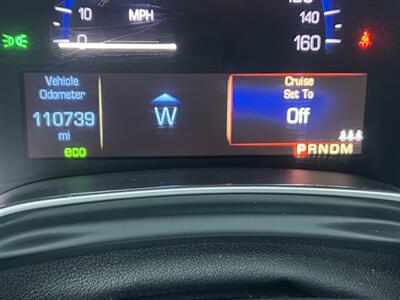 10
MPH
0
140
160
Vehicle
Odometer
110739
mi
eco
W
Cruise
Set To
Off
PRNDM